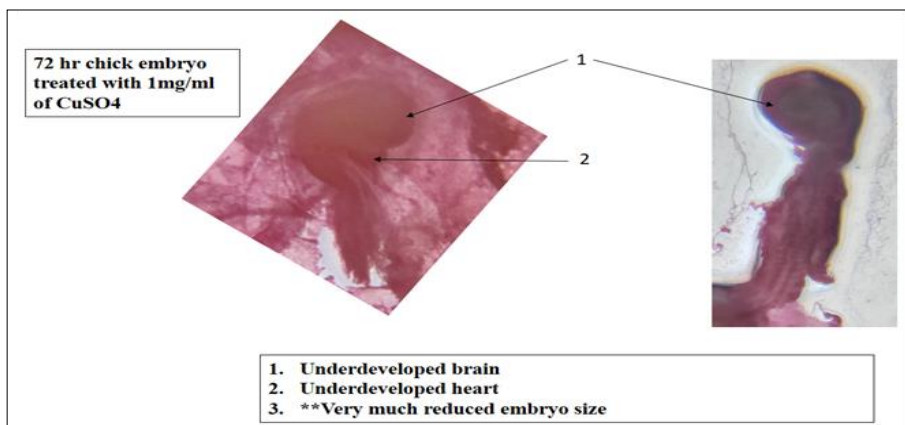 72 hr chick embryo
treated with 1mg/ml
of CuSO4
1
2
1. Underdeveloped brain
2. Underdeveloped heart
3. **Very much reduced embryo size